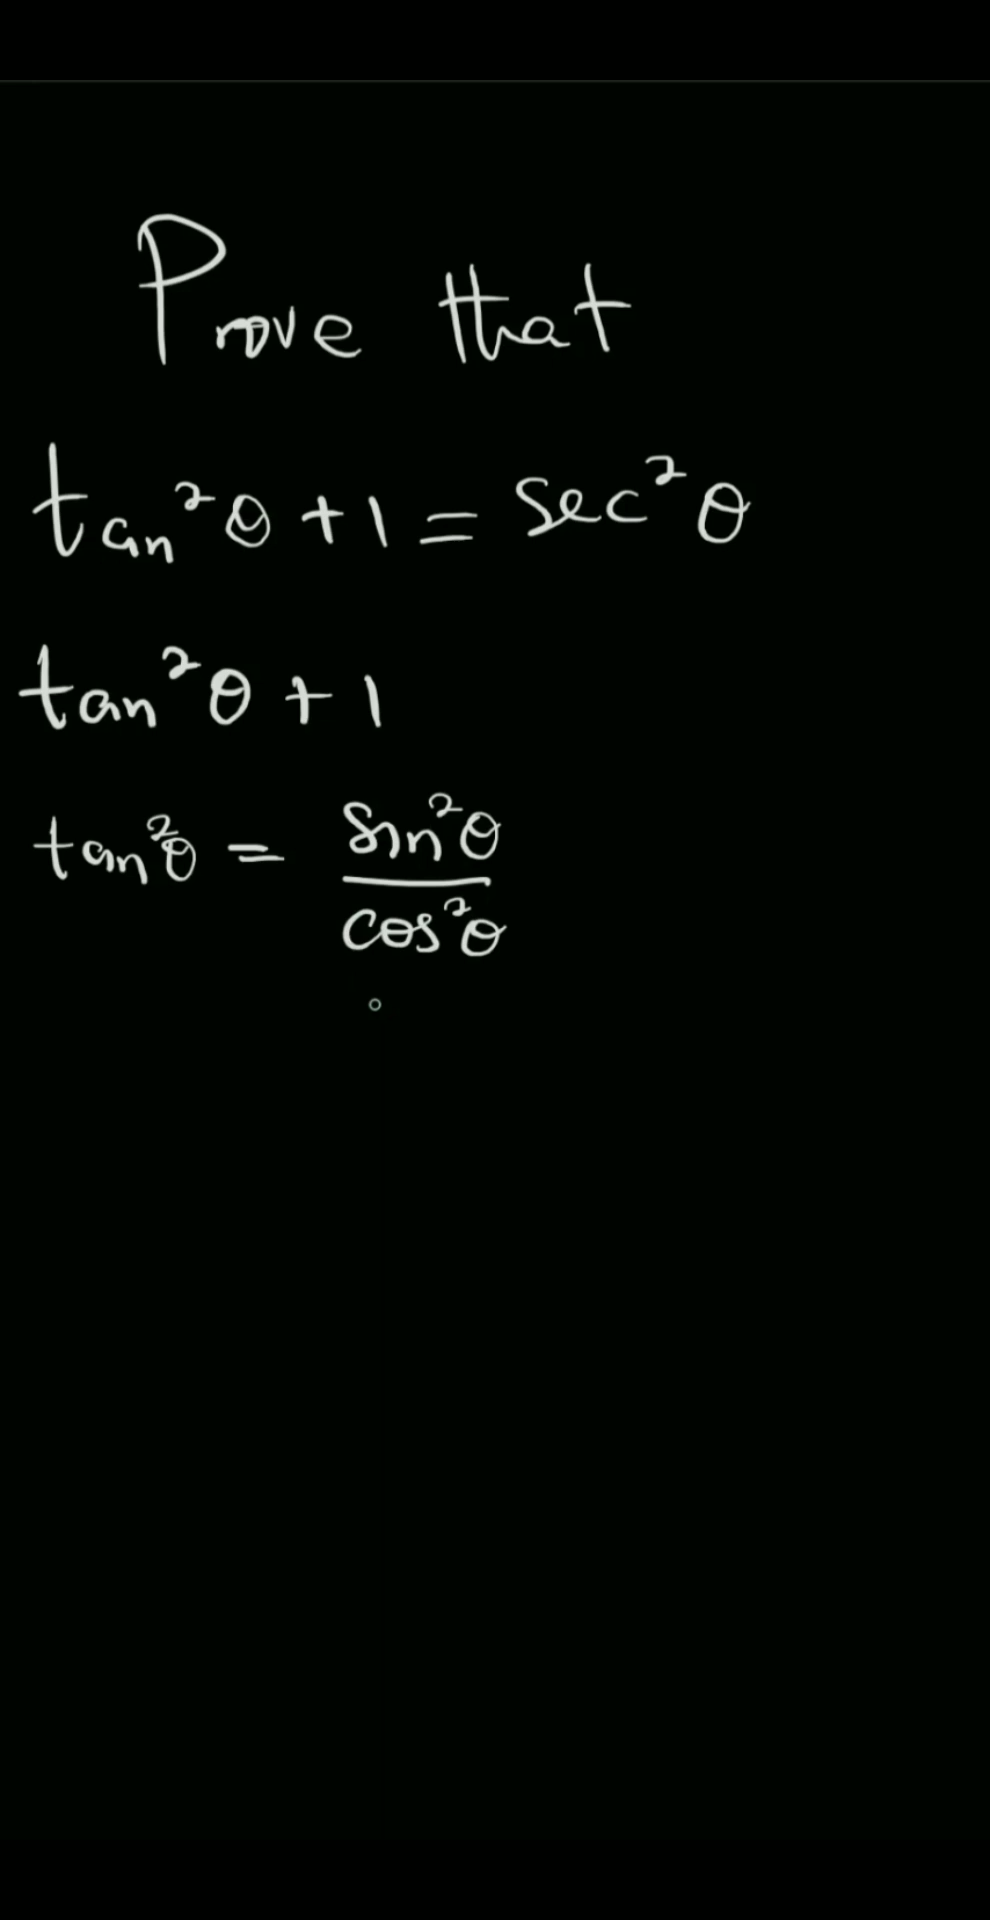 Prove that
tan²θ + 1 = sec²θ
tan²θ + 1
tan²θ = sin²θ / cos²θ